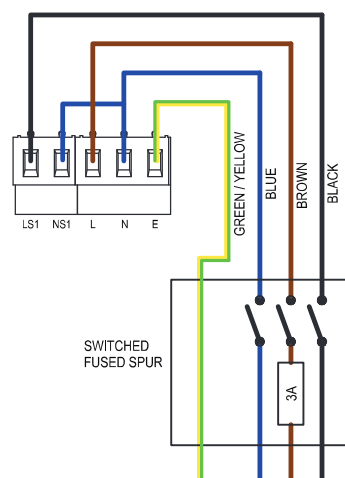 LS1 NS1 L N E
GREEN / YELLOW
BLUE
BROWN
BLACK
SWITCHED
FUSED SPUR
3A